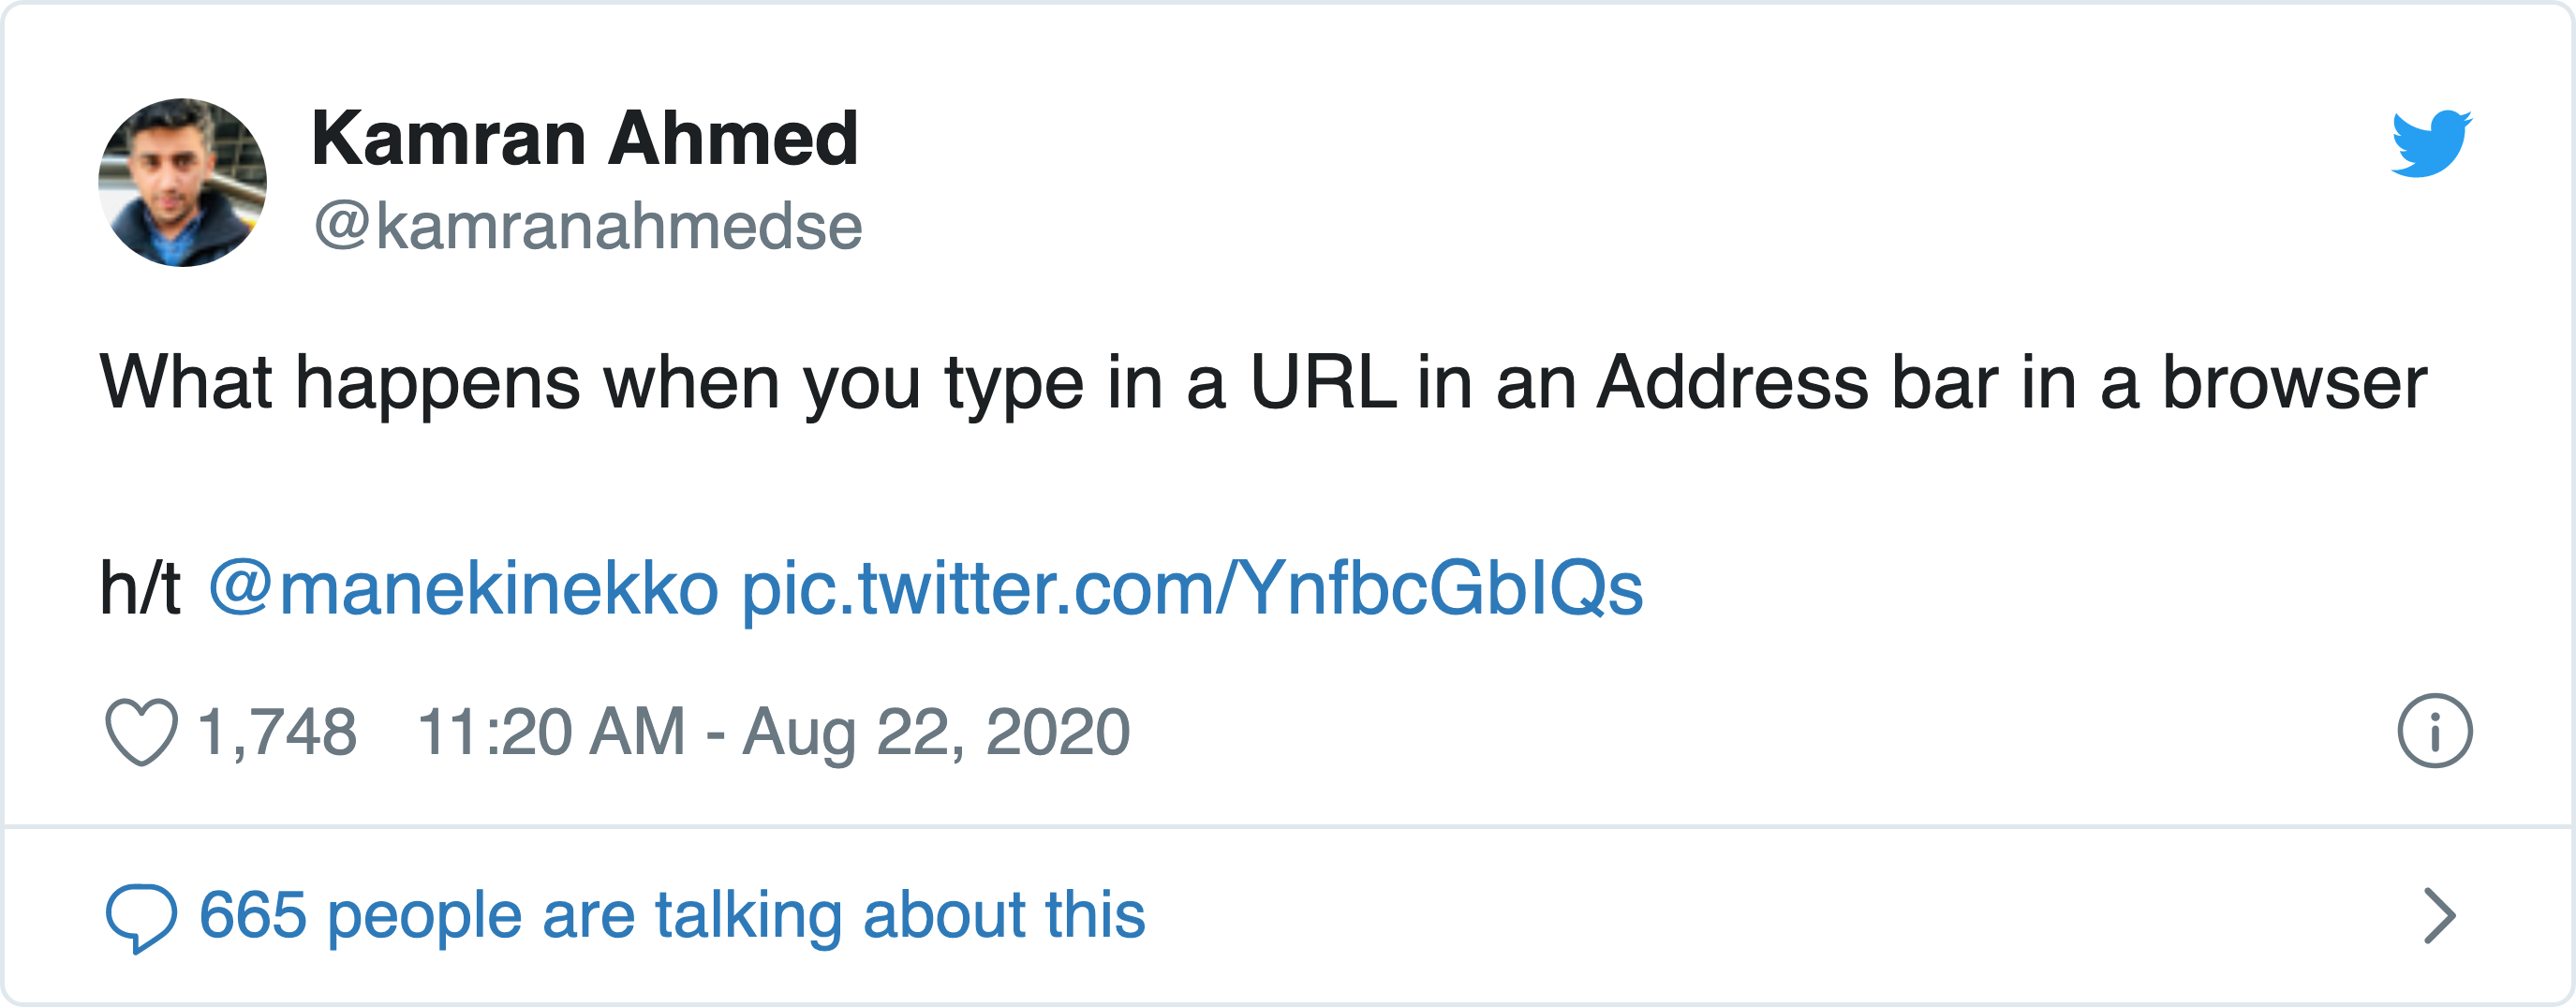 Kamran Ahmed
@kamranahmedse
What happens when you type in a URL in an Address bar in a browser
h/t @manekinekko pic.twitter.com/YnfbcGbIQs
1,748 11:20 AM - Aug 22, 2020
665 people are talking about this